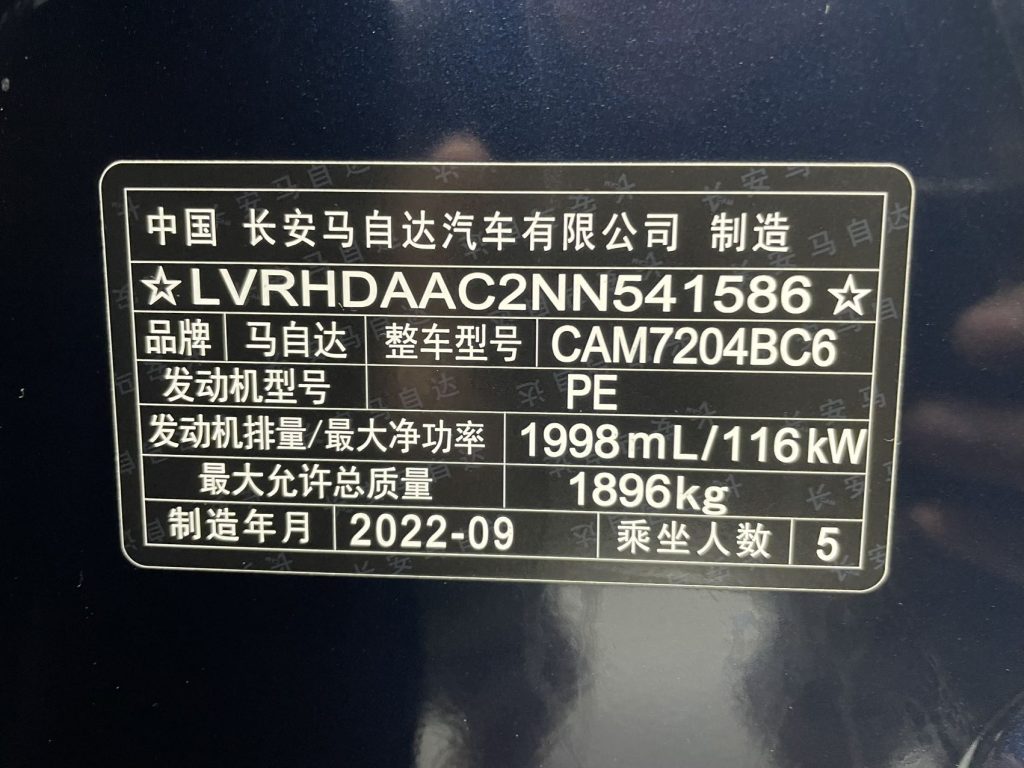 中国 长安马自达汽车有限公司 制造
☆LVRHDAAC2NN541586☆
品牌 马自达 整车型号 CAM7204BC6
发动机型号 PE
发动机排量/最大净功率 1998mL/116kW
最大允许总质量 1896kg
制造年月 2022-09 乘坐人数 5